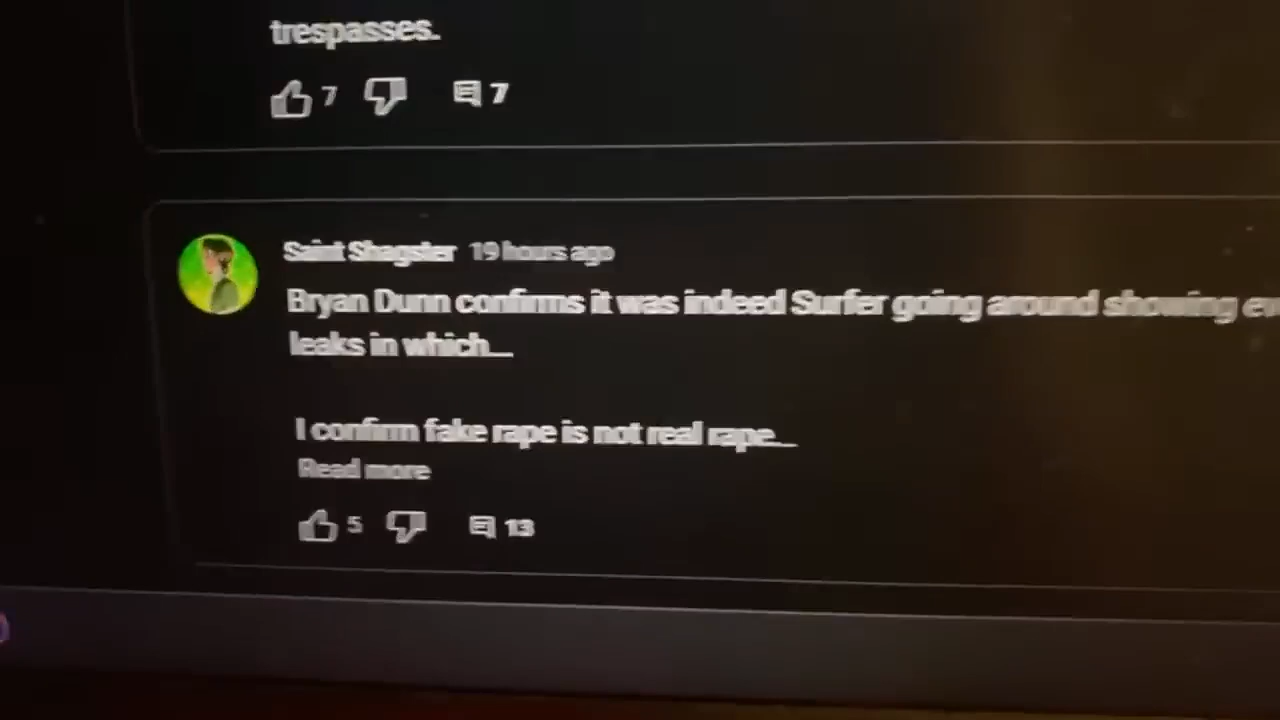 trespasses.
7 7
Saint Shagster 19 hours ago
Bryan Dunn confirms it was indeed Surfer going around showing
leaks in which...
I confirm fake rape is not real rape...
Read more
5 13